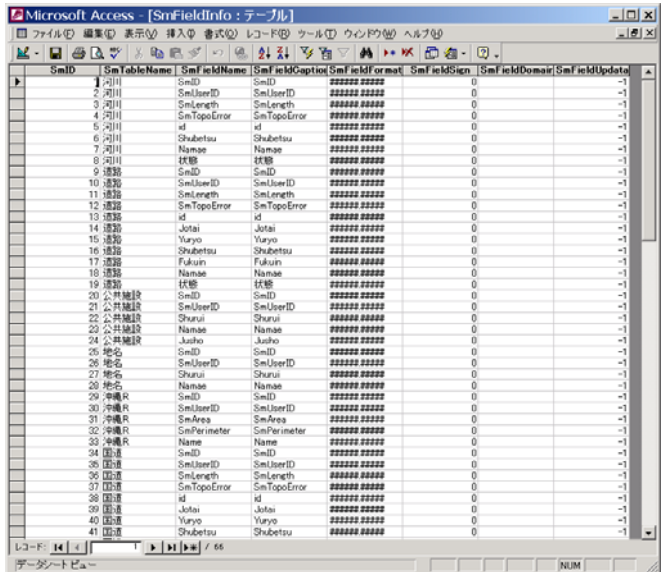 Microsoft Access - [SmFieldInfo : テーブル]
ファイル(F) 編集(E) 表示(V) 挿入(I) 書式(O) レコード(R) ツール(T) ウィンドウ(W) ヘルプ(H)
SmID SmTableName SmFieldName SmFieldCaption SmFieldFormat SmFieldSign SmFieldDomain SmFieldUpdata
1 河川 SmID SmID ######.##### 0 -1
2 河川 SmUserID SmUserID ######.##### 0 -1
3 河川 SmLength SmLength ######.##### 0 -1
4 河川 SmTopoError SmTopoError ######.##### 0 -1
5 河川 id id ######.##### 0 -1
6 河川 Shubetsu Shubetsu ######.##### 0 -1
7 河川 Namae Namae ######.##### 0 -1
8 河川 状態 状態 ######.##### 0 -1
9 道路 SmID SmID ######.##### 0 -1
10 道路 SmUserID SmUserID ######.##### 0 -1
11 道路 SmLength SmLength ######.##### 0 -1
12 道路 SmTopoError SmTopoError ######.##### 0 -1
13 道路 id id ######.##### 0 -1
14 道路 Jotai Jotai ######.##### 0 -1
15 道路 Yuryo Yuryo ######.##### 0 -1
16 道路 Shubetsu Shubetsu ######.##### 0 -1
17 道路 Fukuin Fukuin ######.##### 0 -1
18 道路 Namae Namae ######.##### 0 -1
19 道路 状態 状態 ######.##### 0 -1
20 公共施設 SmID SmID ######.##### 0 -1
21 公共施設 SmUserID SmUserID ######.##### 0 -1
22 公共施設 Shurui Shurui ######.##### 0 -1
23 公共施設 Namae Namae ######.##### 0 -1
24 公共施設 Jusho Jusho ######.##### 0 -1
25 地名 SmID SmID ######.##### 0 -1
26 地名 SmUserID SmUserID ######.##### 0 -1
27 地名 Shurui Shurui ######.##### 0 -1
28 地名 Namae Namae ######.##### 0 -1
29 沖縄R SmID SmID ######.##### 0 -1
30 沖縄R SmUserID SmUserID ######.##### 0 -1
31 沖縄R SmArea SmArea ######.##### 0 -1
32 沖縄R SmPerimeter SmPerimeter ######.##### 0 -1
33 沖縄R Name Name ######.##### 0 -1
34 国道 SmID SmID ######.##### 0 -1
35 国道 SmUserID SmUserID ######.##### 0 -1
36 国道 SmLength SmLength ######.##### 0 -1
37 国道 SmTopoError SmTopoError ######.##### 0 -1
38 国道 id id ######.##### 0 -1
39 国道 Jotai Jotai ######.##### 0 -1
40 国道 Yuryo Yuryo ######.##### 0 -1
41 国道 Shubetsu Shubetsu ######.##### 0 -1
レコード: 1 / 66
データシート ビュー NUM